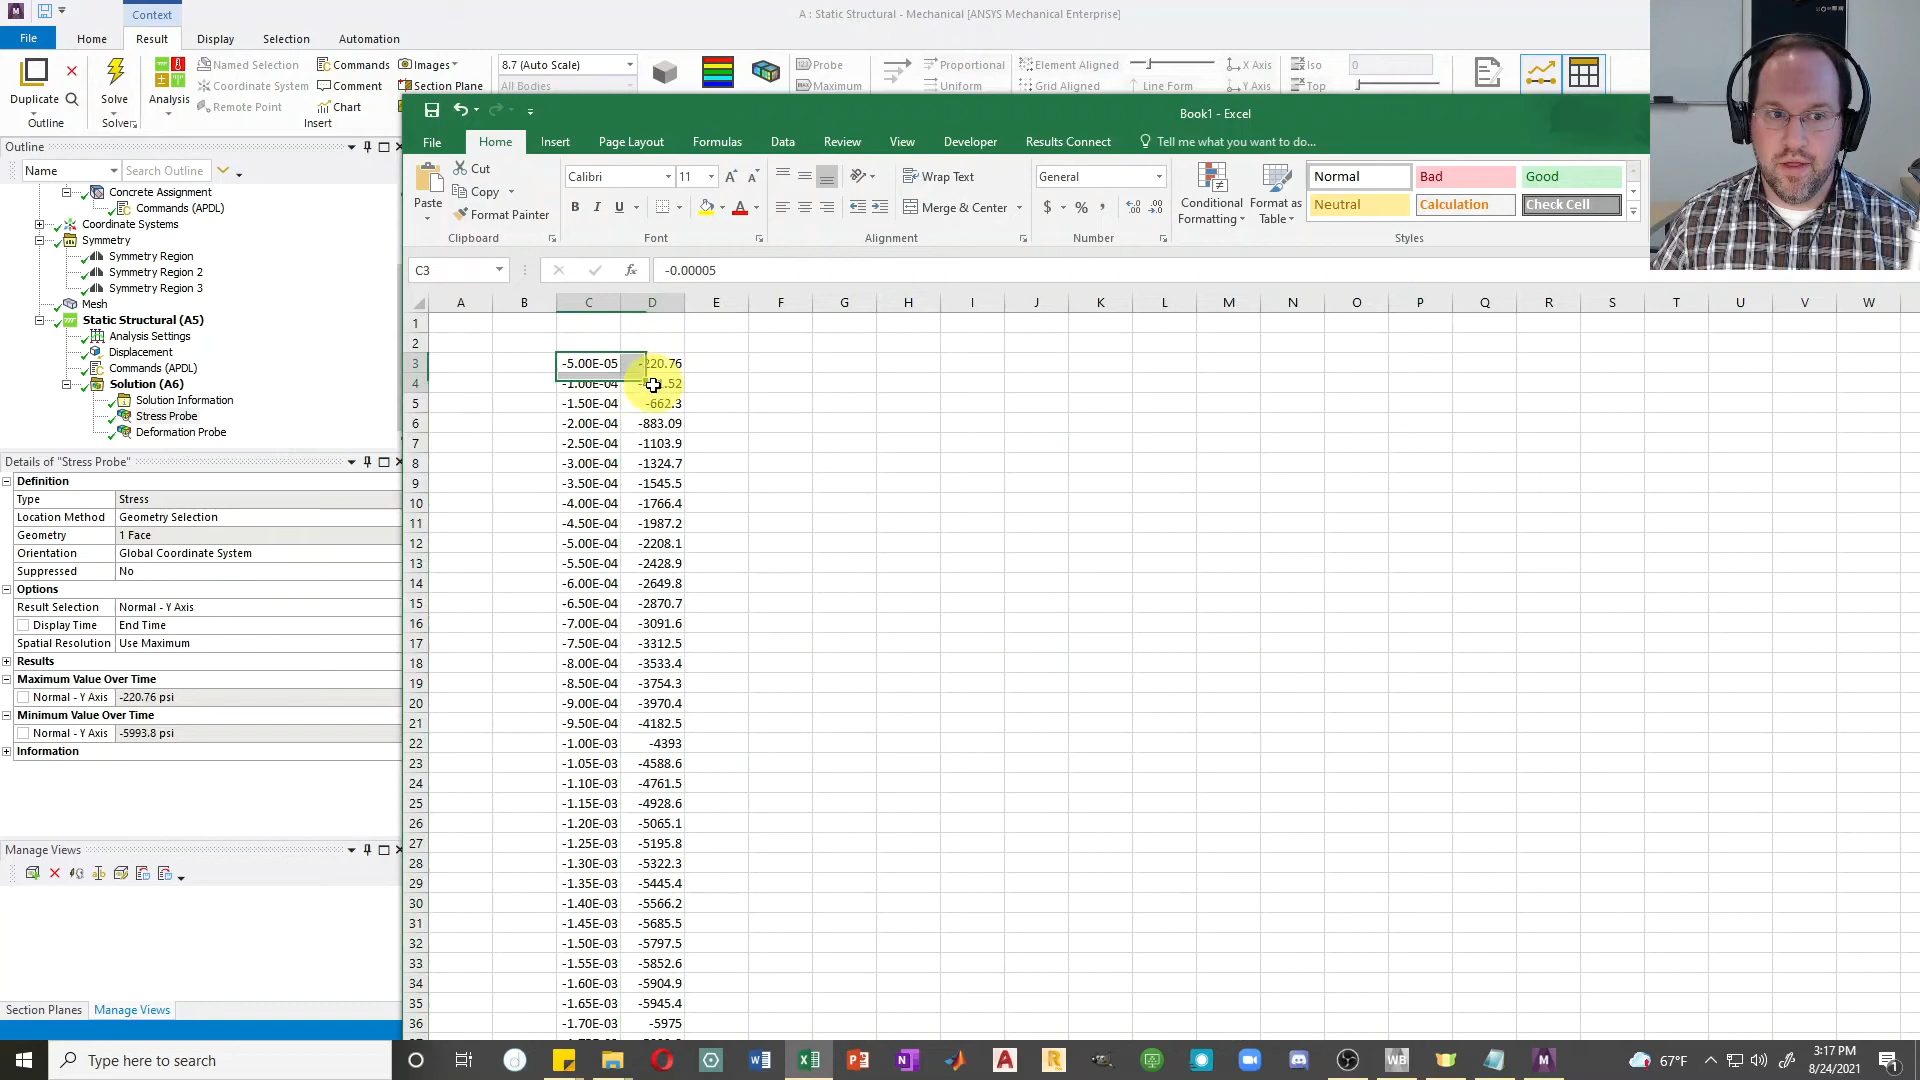 Context
A : Static Structural - Mechanical [ANSYS Mechanical Enterprise]
File Home Result Display Selection Automation
Duplicate
Outline
Solve
Solver
Analysis
Named Selection
Coordinate System
Remote Point
Commands
Comment
Chart
Insert
Images
Section Plane
8.7 (Auto Scale)
All Bodies
Probe
Maximum
Proportional
Uniform
Element Aligned
Grid Aligned
Line Form
X Axis
Y Axis
Iso
Top
0
Outline
Name
Search Outline
Concrete Assignment
Commands (APDL)
Coordinate Systems
Symmetry
Symmetry Region
Symmetry Region 2
Symmetry Region 3
Mesh
Static Structural (A5)
Analysis Settings
Displacement
Commands (APDL)
Solution (A6)
Solution Information
Stress Probe
Deformation Probe
Details of "Stress Probe"
Definition
Type Stress
Location Method Geometry Selection
Geometry 1 Face
Orientation Global Coordinate System
Suppressed No
Options
Result Selection Normal - Y Axis
Display Time End Time
Spatial Resolution Use Maximum
Results
Maximum Value Over Time
Normal - Y Axis -220.76 psi
Minimum Value Over Time
Normal - Y Axis -5993.8 psi
Information
Manage Views
Section Planes Manage Views
Book1 - Excel
File Home Insert Page Layout Formulas Data Review View Developer Results Connect Tell me what you want to do...
Paste
Cut
Copy
Format Painter
Clipboard
Calibri 11
B I U
Font
Wrap Text
Merge & Center
Alignment
General
$ % ,
Number
Conditional Formatting
Format as Table
Normal Bad Good
Neutral Calculation Check Cell
Styles
C3 fx -0.00005
A B C D E F G H I J K L M N O P Q R S T U V W
1
2
3 -5.00E-05 -220.76
4 -1.00E-04
5 -1.50E-04 -662.3
6 -2.00E-04 -883.09
7 -2.50E-04 -1103.9
8 -3.00E-04 -1324.7
9 -3.50E-04 -1545.5
10 -4.00E-04 -1766.4
11 -4.50E-04 -1987.2
12 -5.00E-04 -2208.1
13 -5.50E-04 -2428.9
14 -6.00E-04 -2649.8
15 -6.50E-04 -2870.7
16 -7.00E-04 -3091.6
17 -7.50E-04 -3312.5
18 -8.00E-04 -3533.4
19 -8.50E-04 -3754.3
20 -9.00E-04 -3970.4
21 -9.50E-04 -4182.5
22 -1.00E-03 -4393
23 -1.05E-03 -4588.6
24 -1.10E-03 -4761.5
25 -1.15E-03 -4928.6
26 -1.20E-03 -5065.1
27 -1.25E-03 -5195.8
28 -1.30E-03 -5322.3
29 -1.35E-03 -5445.4
30 -1.40E-03 -5566.2
31 -1.45E-03 -5685.5
32 -1.50E-03 -5797.5
33 -1.55E-03 -5852.6
34 -1.60E-03 -5904.9
35 -1.65E-03 -5945.4
36 -1.70E-03 -5975
Type here to search
67°F
3:17 PM
8/24/2021